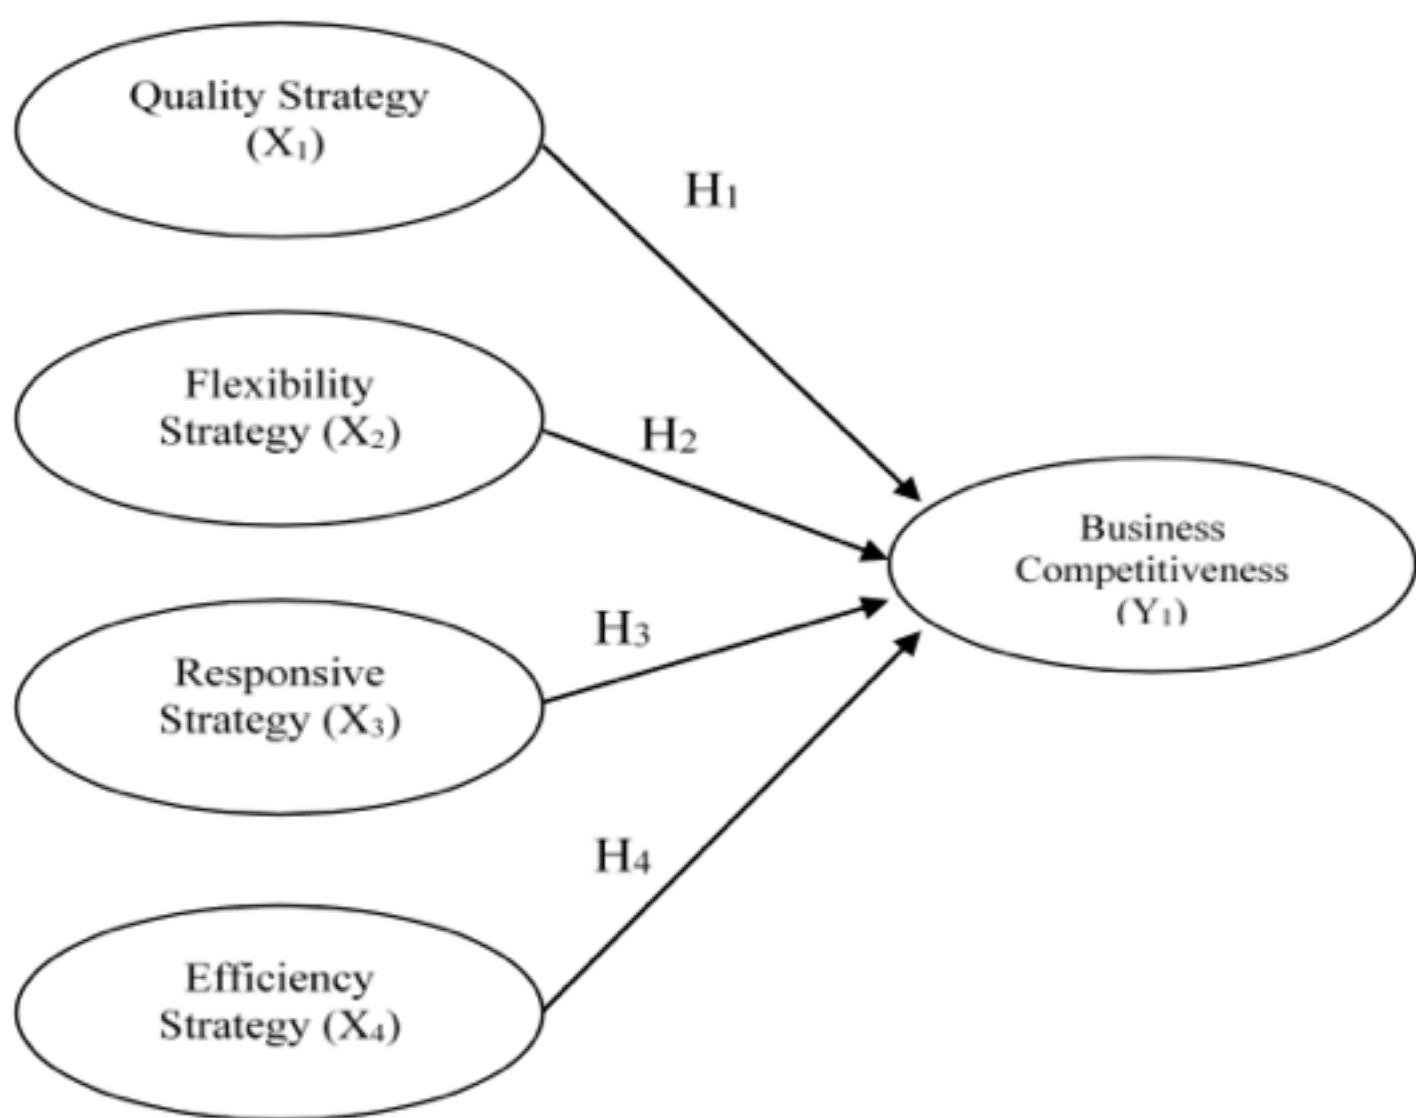 Quality Strategy
(X₁)
H₁
Flexibility
Strategy (X₂)
H₂
Business
Competitiveness
(Y₁)
Responsive
Strategy (X₃)
H₃
H₄
Efficiency
Strategy (X₄)